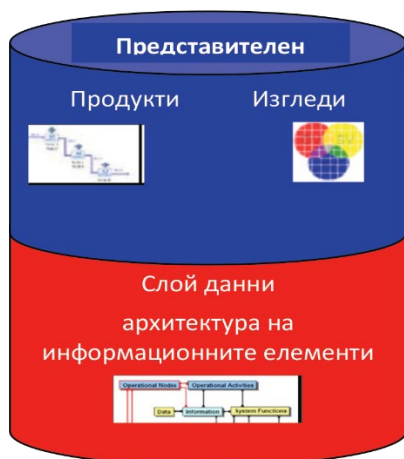 Представителен
Продукти Изгледи
Слой данни
архитектура на
информационните елементи
Operational Nodes Operational Activities
Data Information System Functions